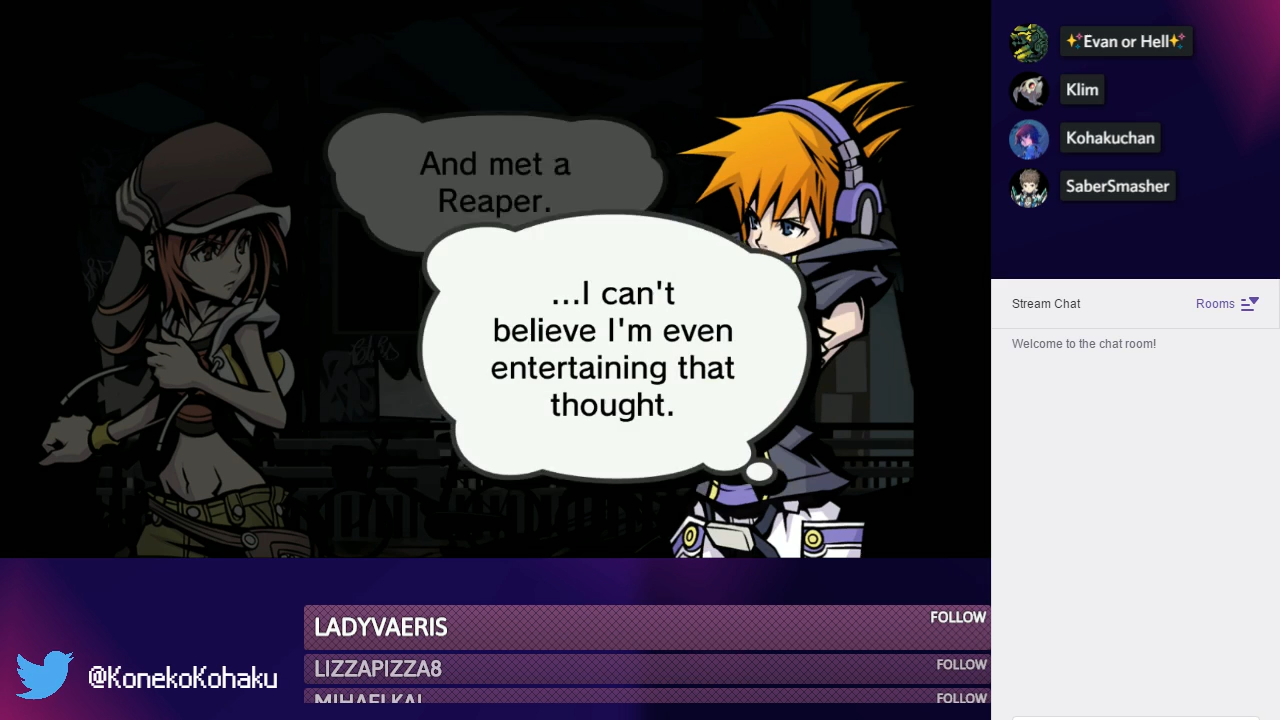 And met a
Reaper.
...I can't
believe I'm even
entertaining that
thought.
✨Evan or Hell✨
Klim
Kohakuchan
SaberSmasher
Stream Chat
Rooms
Welcome to the chat room!
LADYVAERIS
FOLLOW
LIZZAPIZZA8
FOLLOW
FOLLOW
@KonekoKohaku